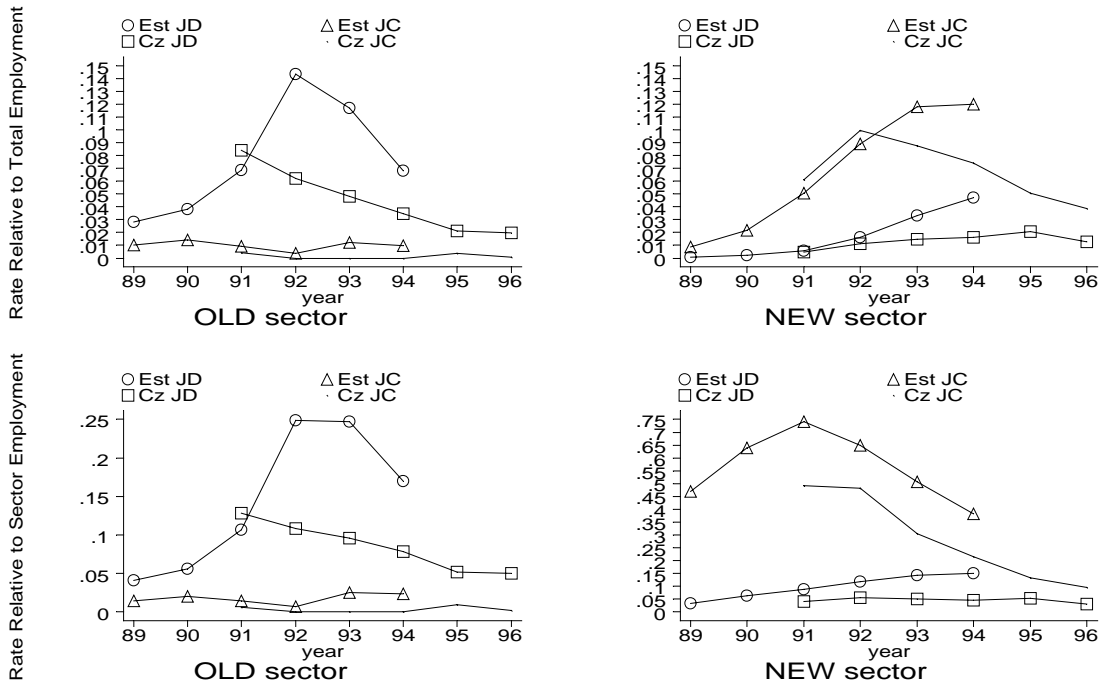 Rate Relative to Total Employment
Est JD
Est JC
Cz JD
Cz JC
.15
.14
.13
.12
.11
.1
.09
.08
.07
.06
.05
.04
.03
.02
.01
0
89 90 91 92 93 94 95 96
year
OLD sector
Est JD
Est JC
Cz JD
Cz JC
.15
.14
.13
.12
.11
.1
.09
.08
.07
.06
.05
.04
.03
.02
.01
0
89 90 91 92 93 94 95 96
year
NEW sector
Rate Relative to Sector Employment
Est JD
Est JC
Cz JD
Cz JC
.25
.2
.15
.1
.05
0
89 90 91 92 93 94 95 96
year
OLD sector
Est JD
Est JC
Cz JD
Cz JC
.75
.7
.65
.6
.55
.5
.45
.4
.35
.3
.25
.2
.15
.1
.05
0
89 90 91 92 93 94 95 96
year
NEW sector